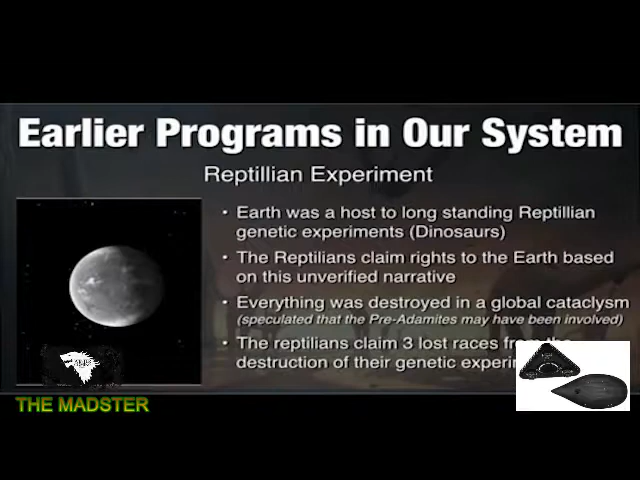 Earlier Programs in Our System
Reptillian Experiment
• Earth was a host to long standing Reptillian
genetic experiments (Dinosaurs)
• The Reptilians claim rights to the Earth based
on this unverified narrative
• Everything was destroyed in a global cataclysm
(speculated that the Pre-Adamites may have been involved)
• The reptilians claim 3 lost races from the
destruction of their genetic
THE MADSTER